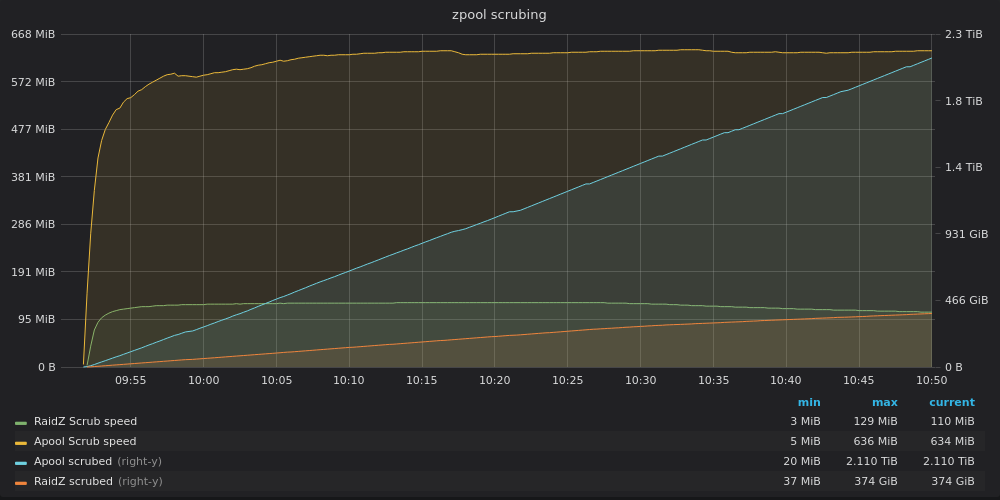 zpool scrubing
668 MiB 2.3 TiB
572 MiB 1.8 TiB
477 MiB 1.4 TiB
381 MiB 931 GiB
286 MiB 466 GiB
191 MiB 0 B
95 MiB
0 B
09:55 10:00 10:05 10:10 10:15 10:20 10:25 10:30 10:35 10:40 10:45 10:50
min max current
RaidZ Scrub speed 3 MiB 129 MiB 110 MiB
Apool Scrub speed 5 MiB 636 MiB 634 MiB
Apool scrubed (right-y) 20 MiB 2.110 TiB 2.110 TiB
RaidZ scrubed (right-y) 37 MiB 374 GiB 374 GiB